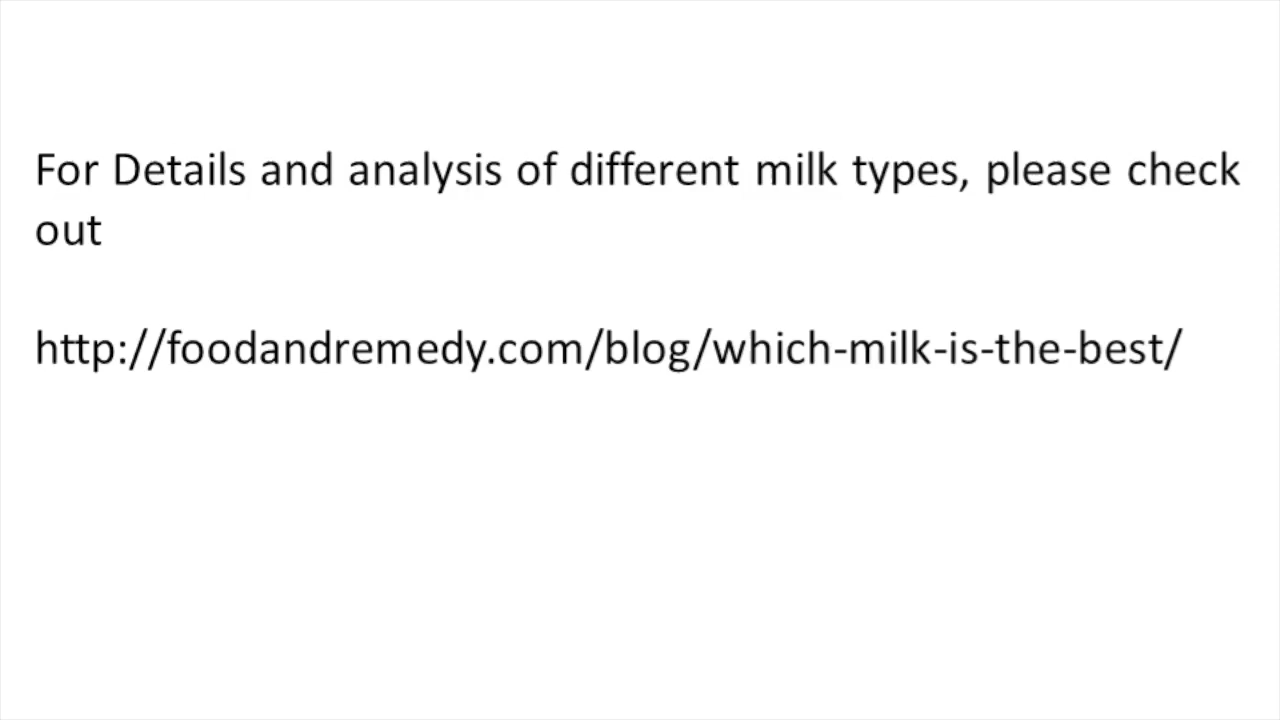 For Details and analysis of different milk types, please check
out
http://foodandremedy.com/blog/which-milk-is-the-best/